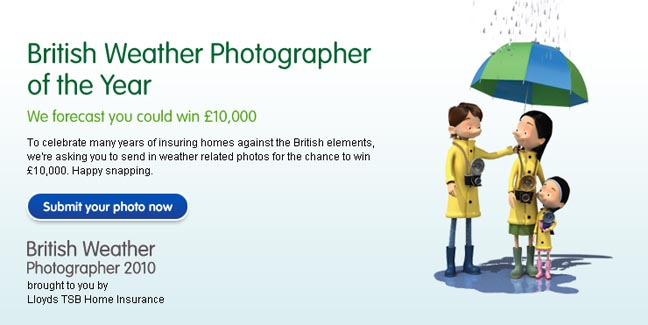 British Weather Photographer
of the Year
We forecast you could win £10,000
To celebrate many years of insuring homes against the British elements,
we're asking you to send in weather related photos for the chance to win
£10,000. Happy snapping.
Submit your photo now
British Weather
Photographer 2010
brought to you by
Lloyds TSB Home Insurance